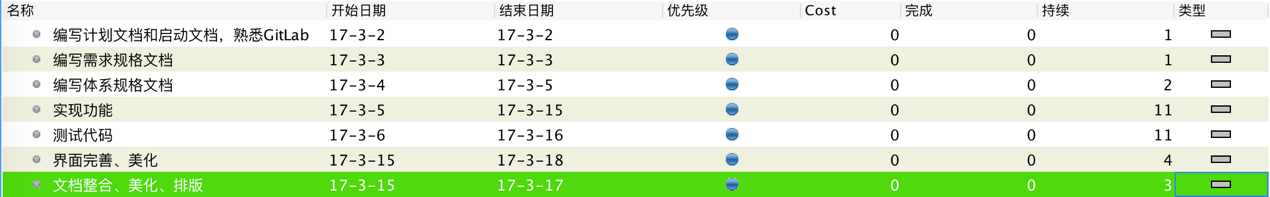 名称 开始日期 结束日期 优先级 Cost 完成 持续 类型
编写计划文档和启动文档，熟悉GitLab 17-3-2 17-3-2 0 0 1
编写需求规格文档 17-3-3 17-3-3 0 0 1
编写体系规格文档 17-3-4 17-3-5 0 0 2
实现功能 17-3-5 17-3-15 0 0 11
测试代码 17-3-6 17-3-16 0 0 11
界面完善、美化 17-3-15 17-3-18 0 0 4
文档整合、美化、排版 17-3-15 17-3-17 0 0 3